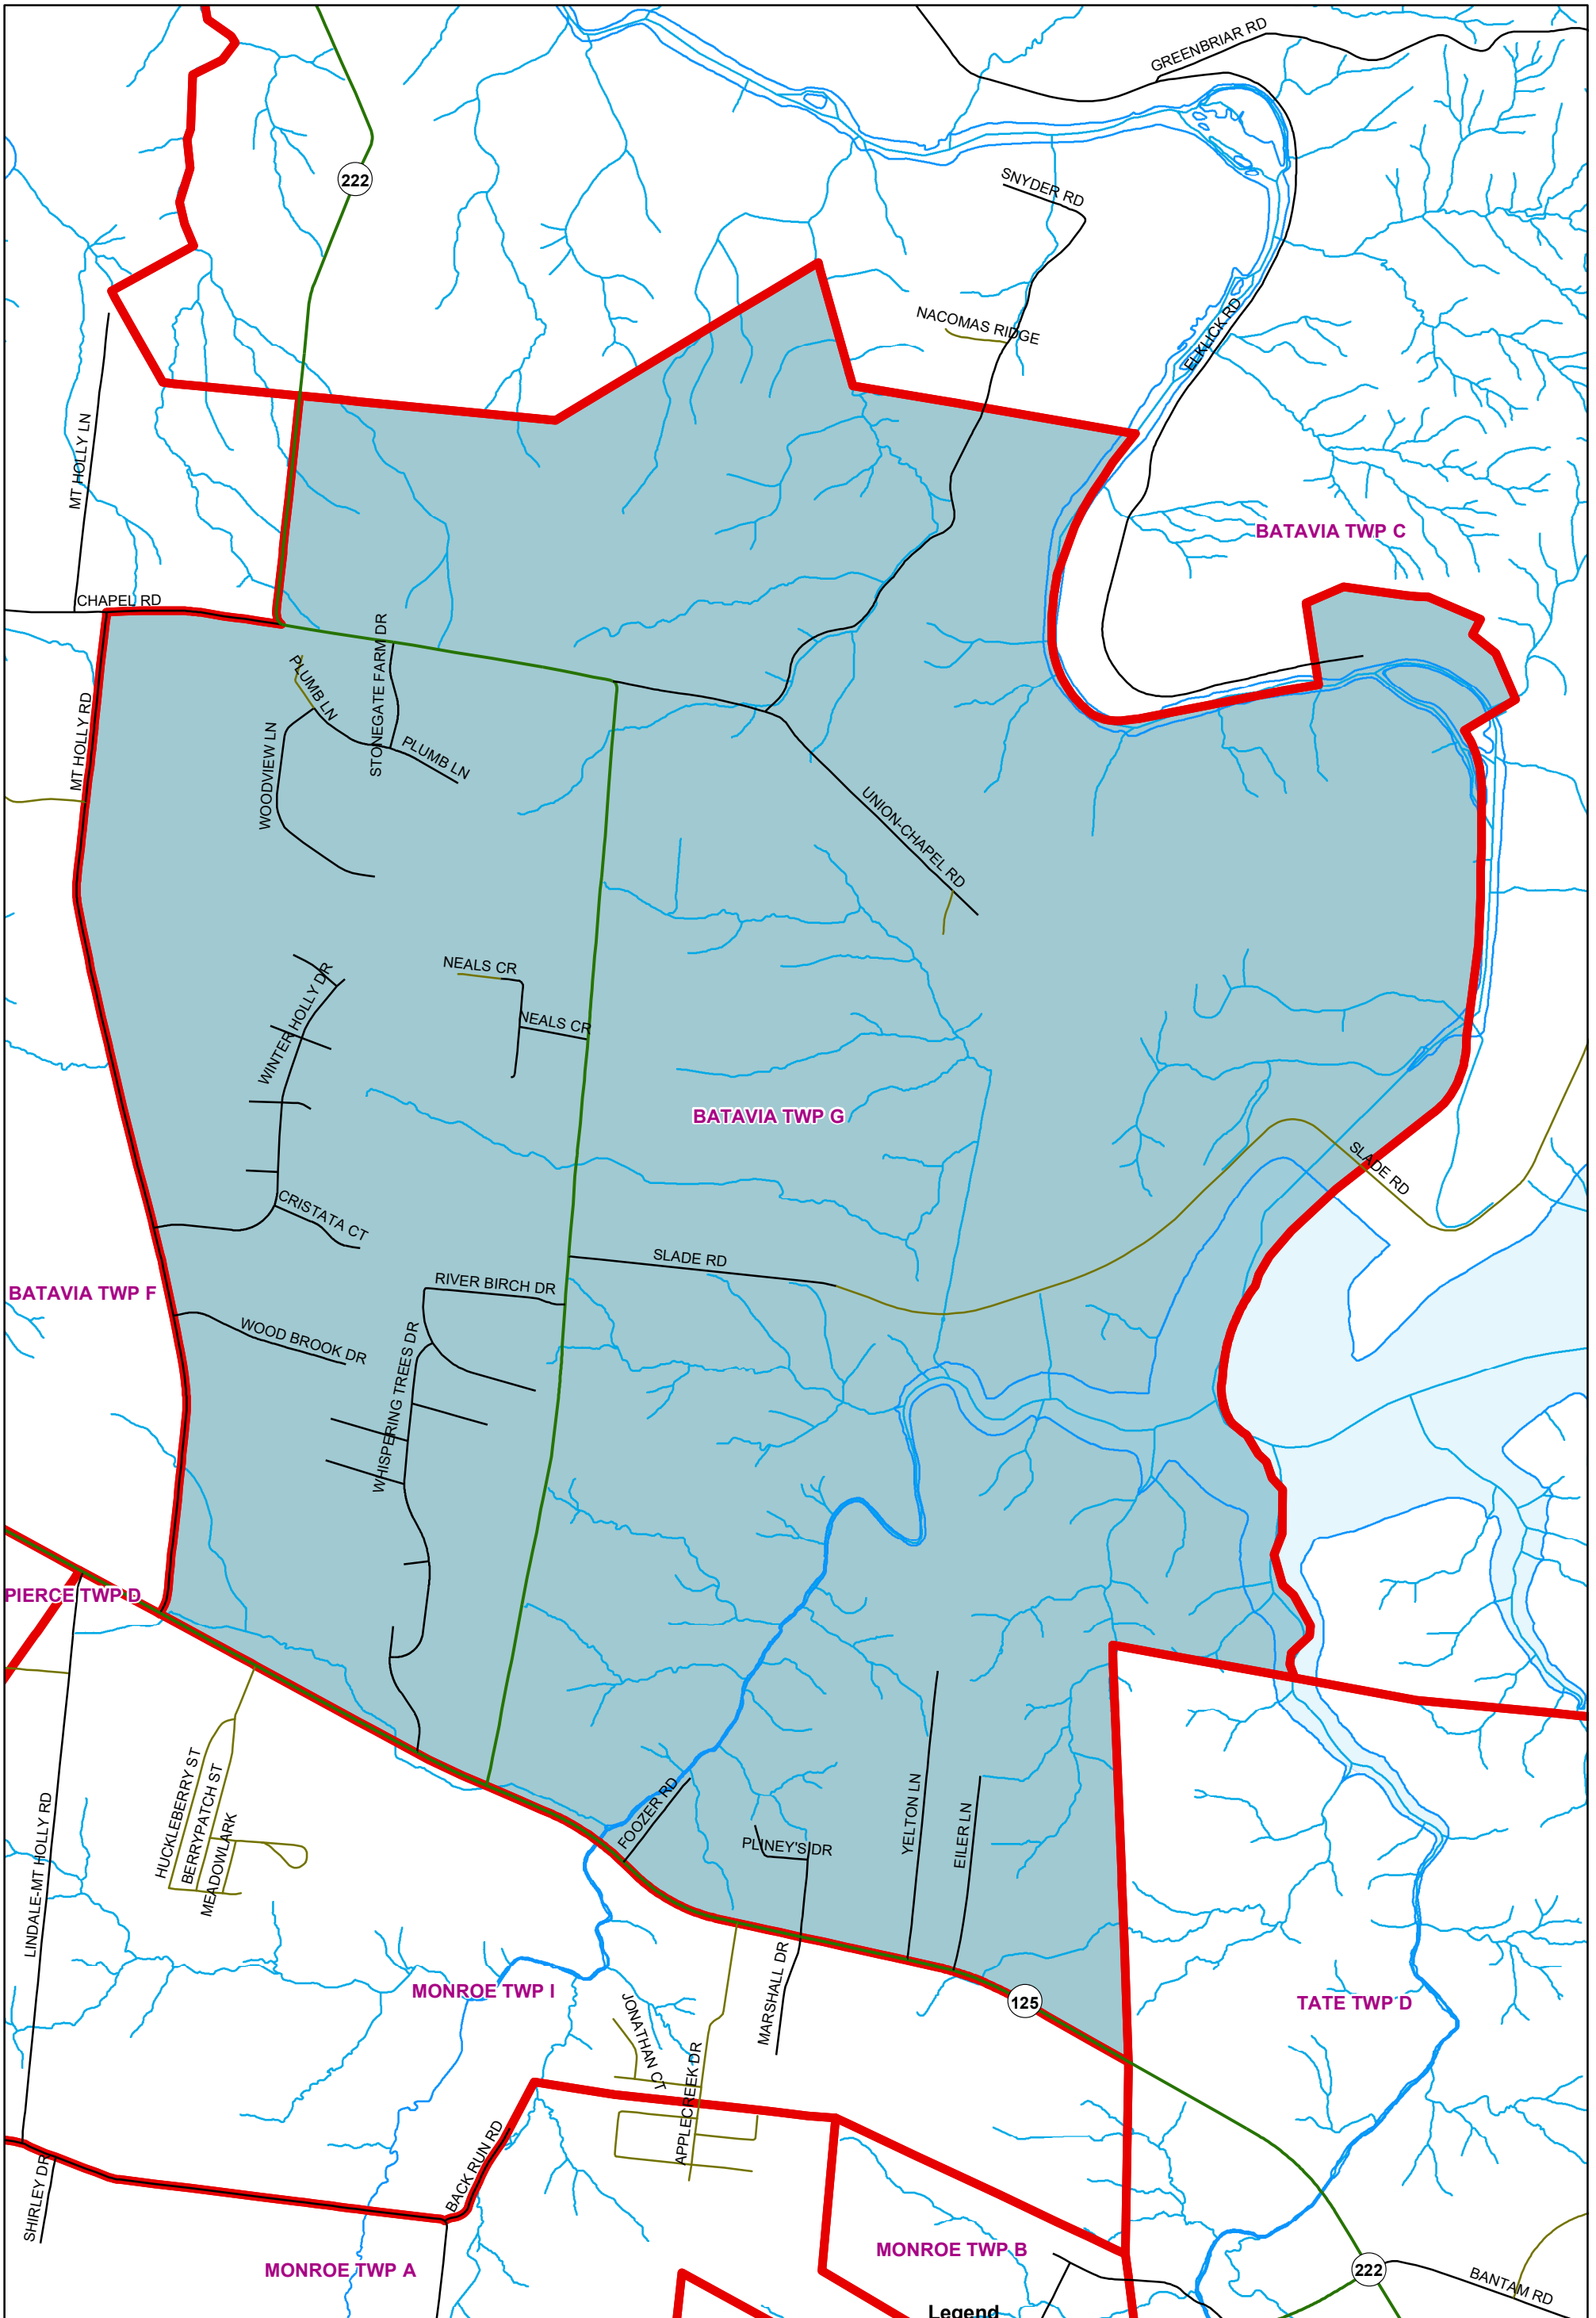 GREENBRIAR RD
222
SNYDER RD
NACOMAS RIDGE
ELKLICK RD
MT HOLLY LN
BATAVIA TWP C
CHAPEL RD
STONEGATE FARM DR
PLUMB LN
MT HOLLY RD
WOODVIEW LN
PLUMB LN
UNION-CHAPEL RD
WINTER HOLLY DR
NEALS CR
NEALS CR
BATAVIA TWP G
SLADE RD
CRISTATA CT
SLADE RD
BATAVIA TWP F
RIVER BIRCH DR
WOOD BROOK DR
WHISPERING TREES DR
PIERCE TWP D
HUCKLEBERRY ST
BERRYPATCH ST
MEADOWLARK
LINDALE-MT HOLLY RD
FOOZER RD
PLINEY'S DR
YELTON LN
EILER LN
MONROE TWP I
MARSHALL DR
125
TATE TWP D
JONATHAN CT
APPLECREEK DR
BACK RUN RD
SHIRLEY DR
MONROE TWP B
MONROE TWP A
222
BANTAM RD
Legend